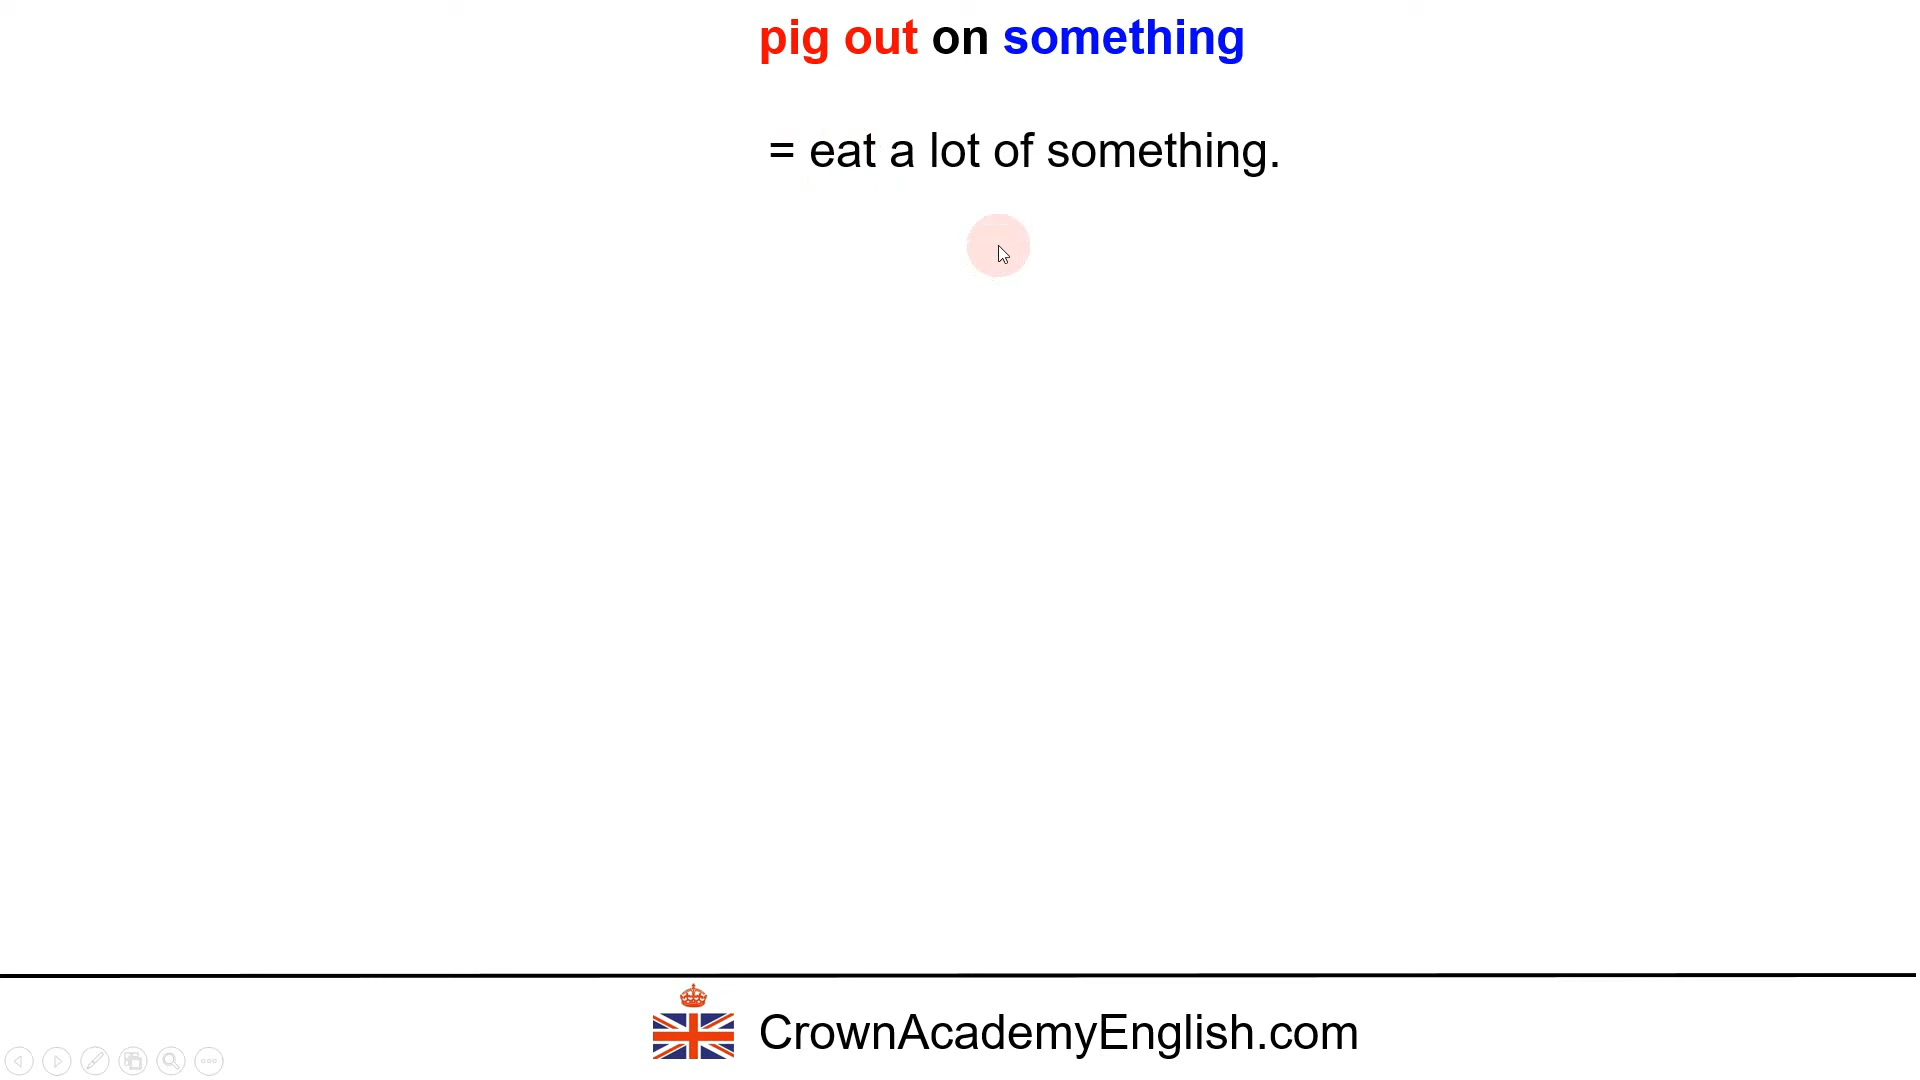 pig out on something
= eat a lot of something.
CrownAcademyEnglish.com